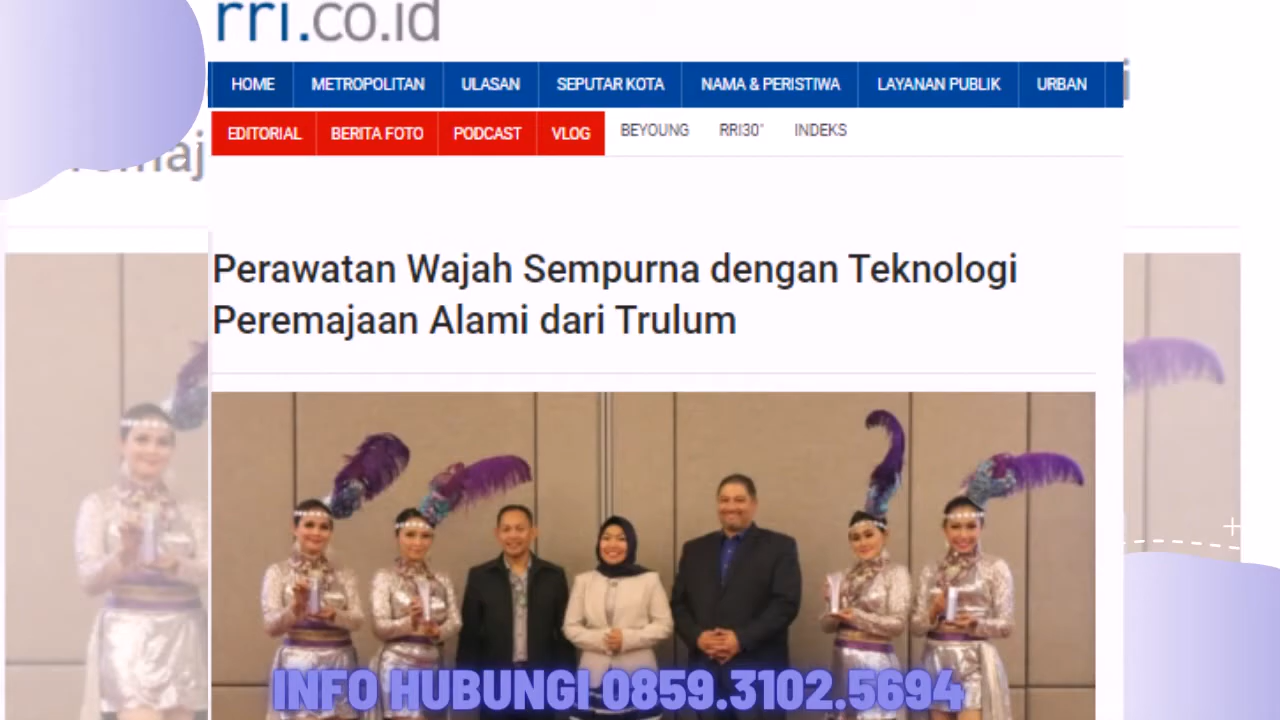 rri.co.id
HOME METROPOLITAN ULASAN SEPUTAR KOTA NAMA & PERISTIWA LAYANAN PUBLIK URBAN
EDITORIAL BERITA FOTO PODCAST VLOG BEYOUNG RRI30° INDEKS
Perawatan Wajah Sempurna dengan Teknologi
Peremajaan Alami dari Trulum
INFO HUBUNGI 0859.3102.5694